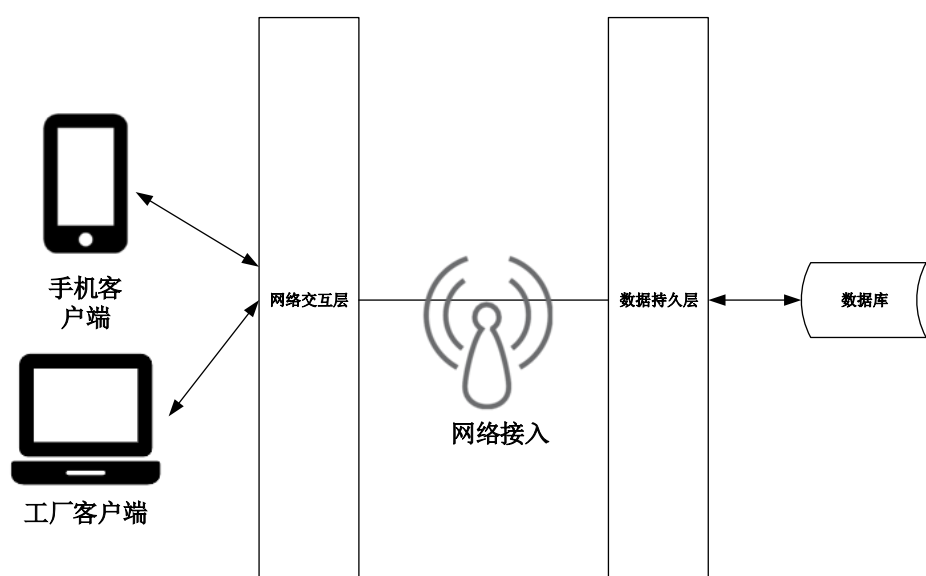 手机客
户端
工厂客户端
网络交互层
网络接入
数据持久层
数据库